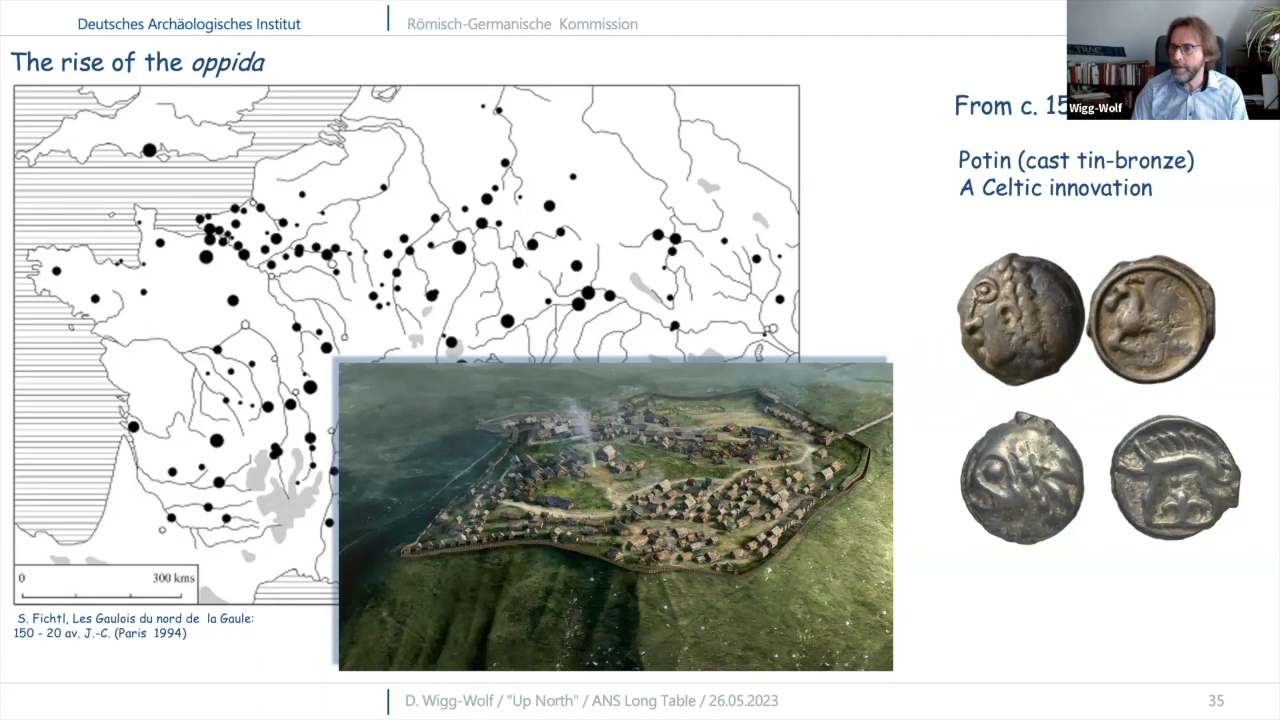 Deutsches Archäologisches Institut
Römisch-Germanische Kommission
The rise of the oppida
From c. 15
Wigg-Wolf
Potin (cast tin-bronze)
A Celtic innovation
0 300 kms
S. Fichtl, Les Gaulois du nord de la Gaule:
150 - 20 av. J.-C. (Paris 1994)
D. Wigg-Wolf / "Up North" / ANS Long Table / 26.05.2023
35